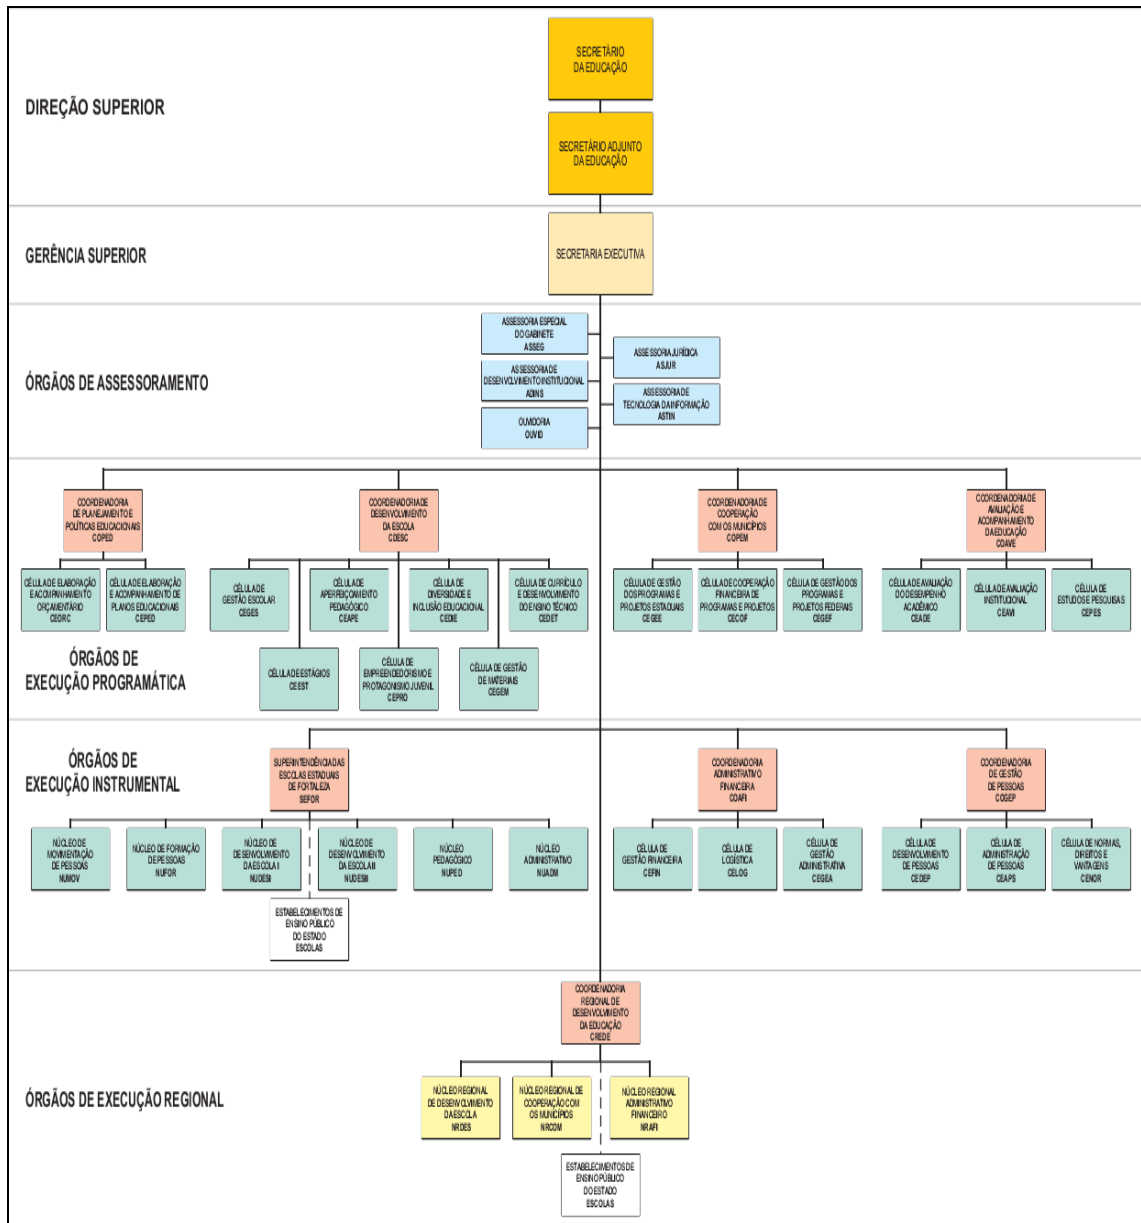 SECRETÁRIO
DA EDUCAÇÃO
DIREÇÃO SUPERIOR
SECRETÁRIO ADJUNTO
DA EDUCAÇÃO
GERÊNCIA SUPERIOR
SECRETARIA EXECUTIVA
ÓRGÃOS DE ASSESSORAMENTO
ASSESSORIA ESPECIAL
DO GABINETE
ASSEG
ASSESSORIA JURÍDICA
ASJUR
ASSESSORIA DE
DESENVOLVIMENTO INSTITUCIONAL
ADINS
ASSESSORIA DE
TECNOLOGIA DA INFORMAÇÃO
ASTIN
OUVIDORIA
OUVID
COORDENADORIA
DE PLANEJAMENTO E
POLÍTICAS EDUCACIONAIS
COPED
COORDENADORIA DE
DESENVOLVIMENTO
DA ESCOLA
CDESC
COORDENADORIA DE
COOPERAÇÃO
COM OS MUNICÍPIOS
COPEM
COORDENADORIA DE
AVALIAÇÃO E
ACOMPANHAMENTO
DA EDUCAÇÃO
COAVE
CÉLULA DE ELABORAÇÃO
E ACOMPANHAMENTO
ORÇAMENTÁRIO
CEORC
CÉLULA DE ELABORAÇÃO
E ACOMPANHAMENTO DE
PLANOS EDUCACIONAIS
CEPED
CÉLULA DE
GESTÃO ESCOLAR
CEGES
CÉLULA DE
APERFEIÇOAMENTO
PEDAGÓGICO
CEAPE
CÉLULA DE
DIVERSIDADE E
INCLUSÃO EDUCACIONAL
CEDIE
CÉLULA DE CURRÍCULO
E DESENVOLVIMENTO
DO ENSINO TÉCNICO
CEDET
CÉLULA DE GESTÃO
DOS PROGRAMAS E
PROJETOS ESTADUAIS
CEGEE
CÉLULA DE COOPERAÇÃO
FINANCEIRA DE
PROGRAMAS E PROJETOS
CECOF
CÉLULA DE GESTÃO DOS
PROGRAMAS E
PROJETOS FEDERAIS
CEGEF
CÉLULA DE AVALIAÇÃO
DO DESEMPENHO
ACADÊMICO
CEADE
CÉLULA DE AVALIAÇÃO
INSTITUCIONAL
CEAVI
CÉLULA DE
ESTUDOS E PESQUISAS
CEPES
ÓRGÃOS DE
EXECUÇÃO PROGRAMÁTICA
CÉLULA DE ESTÁGIOS
CEEST
CÉLULA DE
EMPREENDEDORISMO E
PROTAGONISMO JUVENIL
CEPRO
CÉLULA DE GESTÃO
DE MATERIAIS
CEGEM
ÓRGÃOS DE
EXECUÇÃO INSTRUMENTAL
SUPERINTENDÊNCIA DAS
ESCOLAS ESTADUAIS
DE FORTALEZA
SEFOR
COORDENADORIA
ADMINISTRATIVO
FINANCEIRA
COAFI
COORDENADORIA
DE GESTÃO
DE PESSOAS
COGEP
NÚCLEO DE
MOVIMENTAÇÃO
DE PESSOAS
NUMOV
NÚCLEO DE FORMAÇÃO
DE PESSOAS
NUFOR
NÚCLEO DE
DESENVOLVIMENTO
DA ESCOLA I
NUDESI
NÚCLEO DE
DESENVOLVIMENTO
DA ESCOLA II
NUDESII
NÚCLEO
PEDAGÓGICO
NUPED
NÚCLEO
ADMINISTRATIVO
NUADM
CÉLULA DE
GESTÃO FINANCEIRA
CEFIN
CÉLULA DE
LOGÍSTICA
CELOG
CÉLULA DE
GESTÃO
ADMINISTRATIVA
CEGEA
CÉLULA DE
DESENVOLVIMENTO
DE PESSOAS
CEDEP
CÉLULA DE
ADMINISTRAÇÃO
DE PESSOAS
CEAPS
CÉLULA DE NORMAS,
DIREITOS E
VANTAGENS
CENOR
ESTABELECIMENTOS DE
ENSINO PÚBLICO
DO ESTADO
ESCOLAS
COORDENADORIA
REGIONAL DE
DESENVOLVIMENTO
DA EDUCAÇÃO
CREDE
ÓRGÃOS DE EXECUÇÃO REGIONAL
NÚCLEO REGIONAL
DE DESENVOLVIMENTO
DA ESCOLA
NRDES
NÚCLEO REGIONAL DE
COOPERAÇÃO COM
OS MUNICÍPIOS
NRCOM
NÚCLEO REGIONAL
ADMINISTRATIVO
FINANCEIRO
NRAFI
ESTABELECIMENTOS DE
ENSINO PÚBLICO
DO ESTADO
ESCOLAS